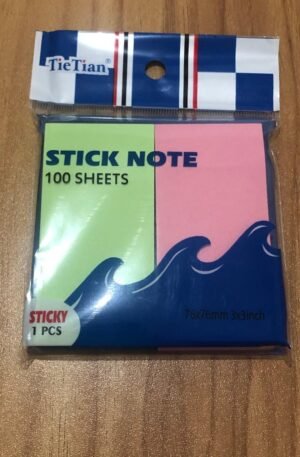 TieTian®
STICK NOTE
100 SHEETS
76x76mm 3x3inch
STICKY
1 PCS